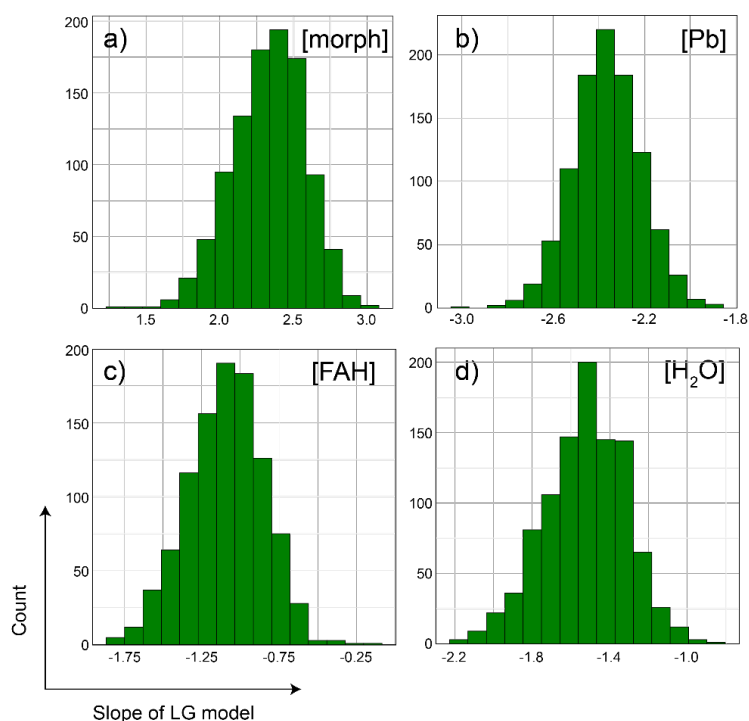 a) [morph]
200
150
100
50
0
1.5 2.0 2.5 3.0
b) [Pb]
200
150
100
50
0
-3.0 -2.6 -2.2 -1.8
c) [FAH]
200
150
100
50
0
-1.75 -1.25 -0.75 -0.25
d) [H₂O]
200
150
100
50
0
-2.2 -1.8 -1.4 -1.0
Count
Slope of LG model